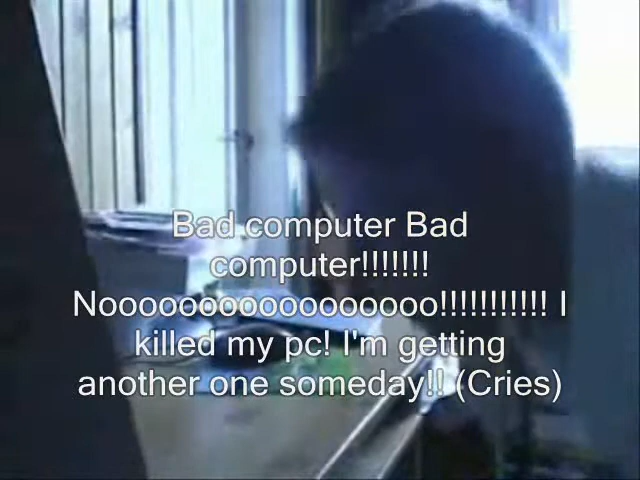 Bad computer Bad
computer!!!!!!!
Nooooooooooooooooo!!!!!!!!!!! I
killed my pc! I'm getting
another one someday!! (Cries)